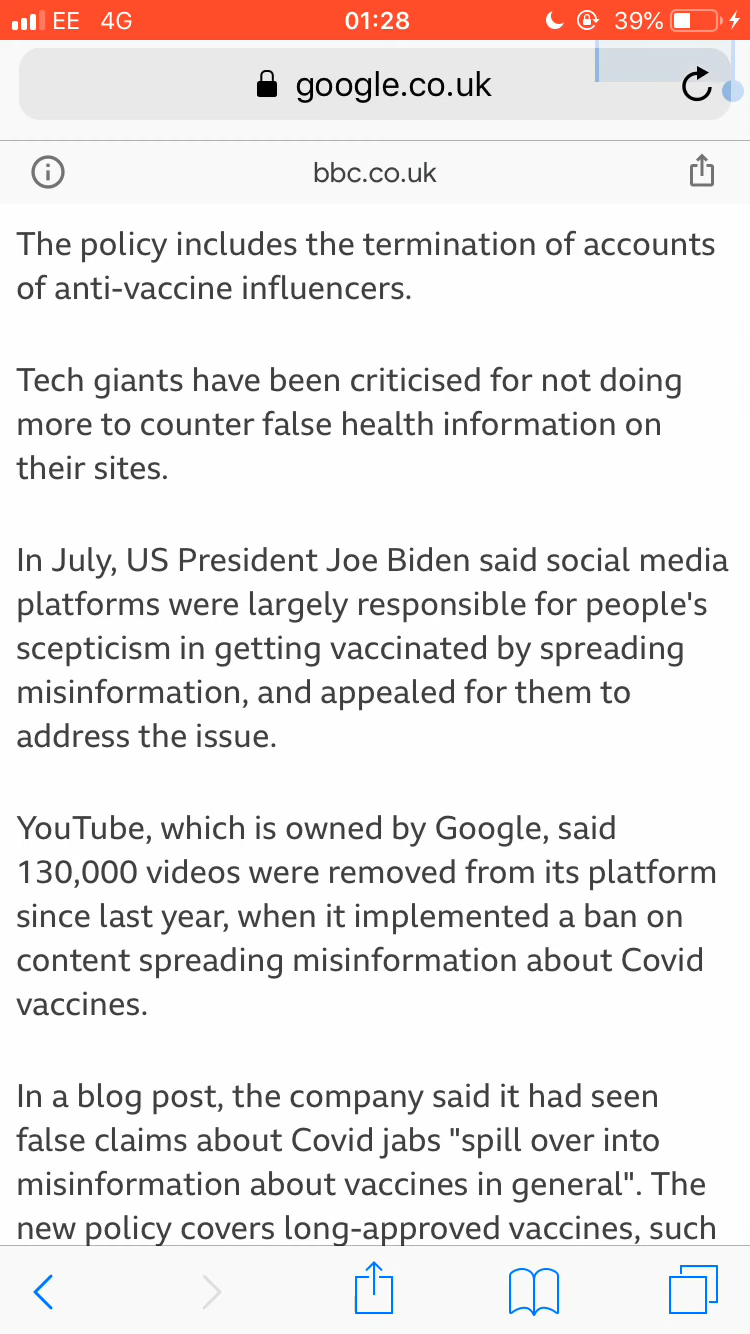 EE 4G 01:28 39%
google.co.uk
bbc.co.uk
The policy includes the termination of accounts
of anti-vaccine influencers.
Tech giants have been criticised for not doing
more to counter false health information on
their sites.
In July, US President Joe Biden said social media
platforms were largely responsible for people's
scepticism in getting vaccinated by spreading
misinformation, and appealed for them to
address the issue.
YouTube, which is owned by Google, said
130,000 videos were removed from its platform
since last year, when it implemented a ban on
content spreading misinformation about Covid
vaccines.
In a blog post, the company said it had seen
false claims about Covid jabs "spill over into
misinformation about vaccines in general". The
new policy covers long-approved vaccines, such